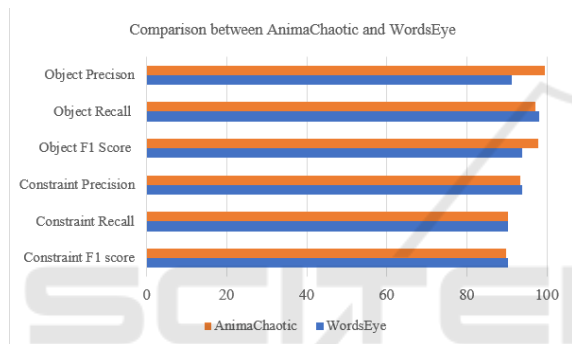 Comparison between AnimaChaotic and WordsEye
Object Precison
Object Recall
Object F1 Score
Constraint Precision
Constraint Recall
Constraint F1 score
0 20 40 60 80 100
AnimaChaotic WordsEye